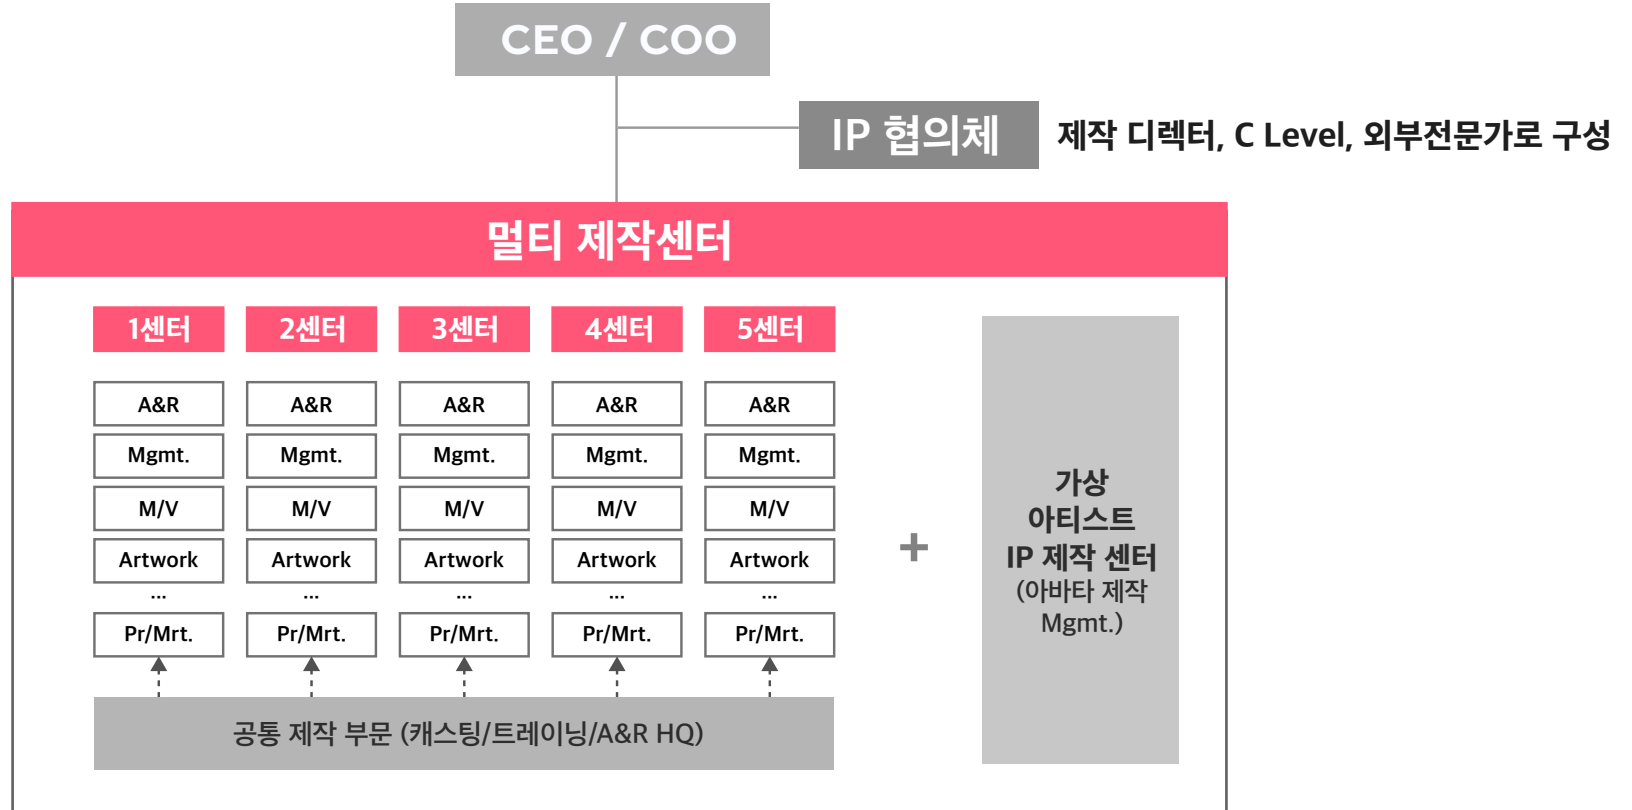 CEO / COO
IP 협의체
제작 디렉터, C Level, 외부전문가로 구성
멀티 제작센터
1센터 2센터 3센터 4센터 5센터
A&R A&R A&R A&R A&R
Mgmt. Mgmt. Mgmt. Mgmt. Mgmt.
M/V M/V M/V M/V M/V
Artwork Artwork Artwork Artwork Artwork
... ... ... ... ...
Pr/Mrt. Pr/Mrt. Pr/Mrt. Pr/Mrt. Pr/Mrt.
공통 제작 부문 (캐스팅/트레이닝/A&R HQ)
+
가상
아티스트
IP 제작 센터
(아바타 제작
Mgmt.)